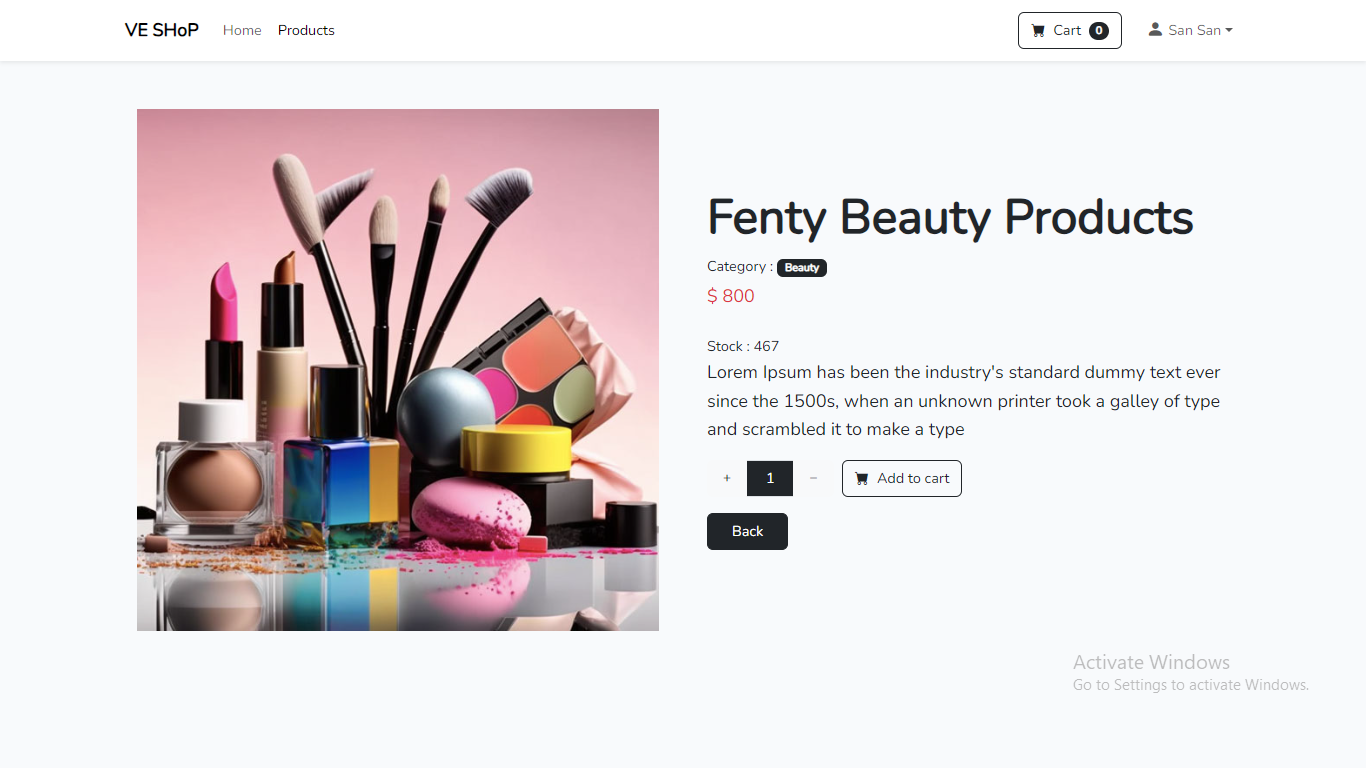 VE SHoP Home Products Cart 0 San San
Fenty Beauty Products
Category : Beauty
$ 800
Stock : 467
Lorem Ipsum has been the industry's standard dummy text ever
since the 1500s, when an unknown printer took a galley of type
and scrambled it to make a type
+ 1 − Add to cart
Back
Activate Windows
Go to Settings to activate Windows.